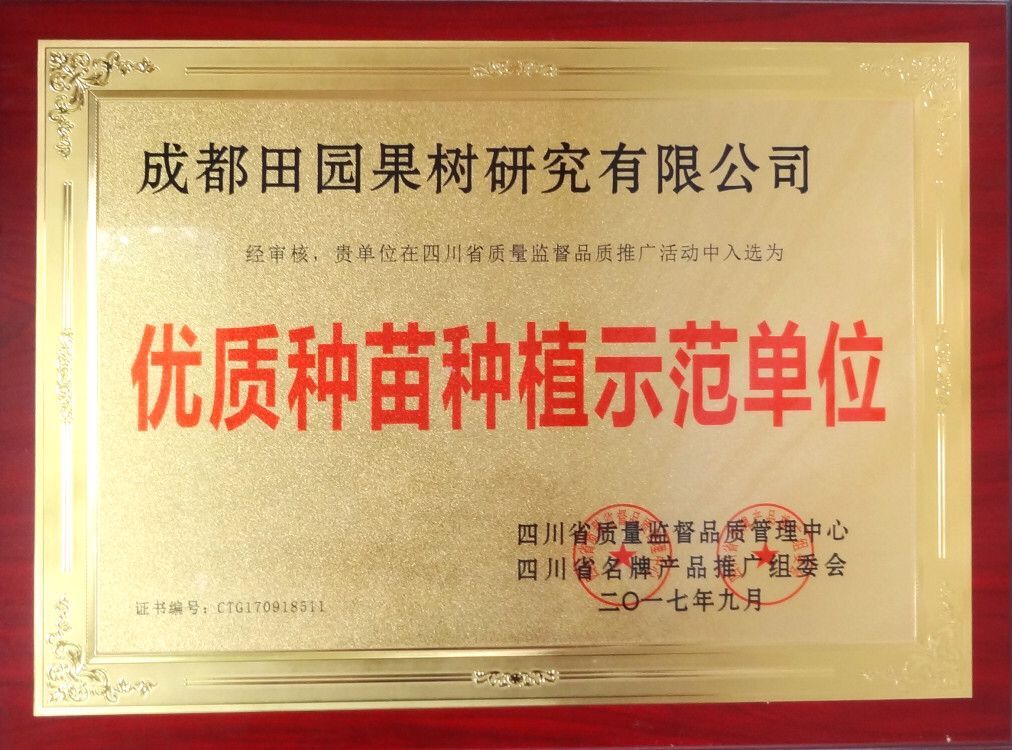 成都田园果树研究有限公司
经审核，贵单位在四川省质量监督品质推广活动中入选为
优质种苗种植示范单位
四川省质量监督品质管理中心
四川省名牌产品推广组委会
二〇一七年九月
证书编号：CTG170918511